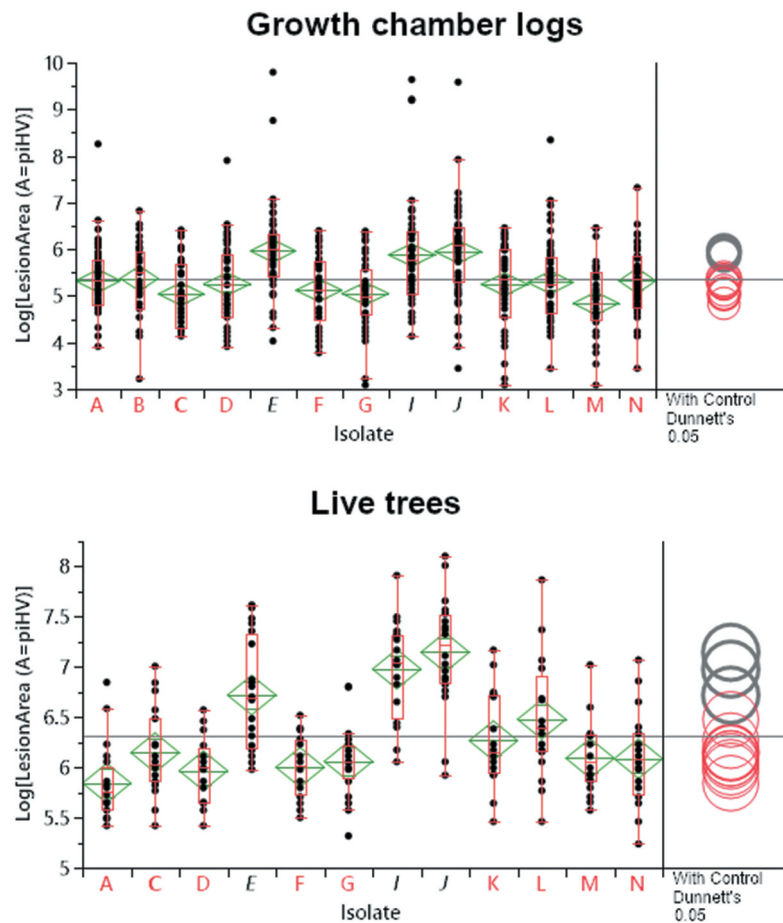 Growth chamber logs
Log[LesionArea (A=piHV)]
10
9
8
7
6
5
4
3
A B C D E F G I J K L M N
Isolate
With Control
Dunnett's
0.05
Live trees
Log[LesionArea (A=piHV)]
8
7.5
7
6.5
6
5.5
5
A C D E F G I J K L M N
Isolate
With Control
Dunnett's
0.05